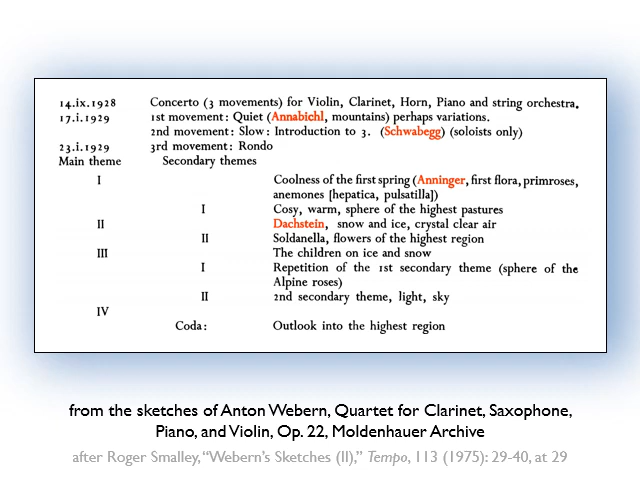 14.ix.1928 Concerto (3 movements) for Violin, Clarinet, Horn, Piano and string orchestra.
17.i.1929 1st movement: Quiet (Annabichl, mountains) perhaps variations.
2nd movement: Slow: Introduction to 3. (Schwabegg) (soloists only)
23.i.1929 3rd movement: Rondo
Main theme Secondary themes
I Coolness of the first spring (Anninger, first flora, primroses,
anemones [hepatica, pulsatilla])
I Cosy, warm, sphere of the highest pastures
II Dachstein, snow and ice, crystal clear air
II Soldanella, flowers of the highest region
III The children on ice and snow
I Repetition of the 1st secondary theme (sphere of the
Alpine roses)
II 2nd secondary theme, light, sky
IV
Coda: Outlook into the highest region
from the sketches of Anton Webern, Quartet for Clarinet, Saxophone,
Piano, and Violin, Op. 22, Moldenhauer Archive
after Roger Smalley, “Webern’s Sketches (II),” Tempo, 113 (1975): 29-40, at 29